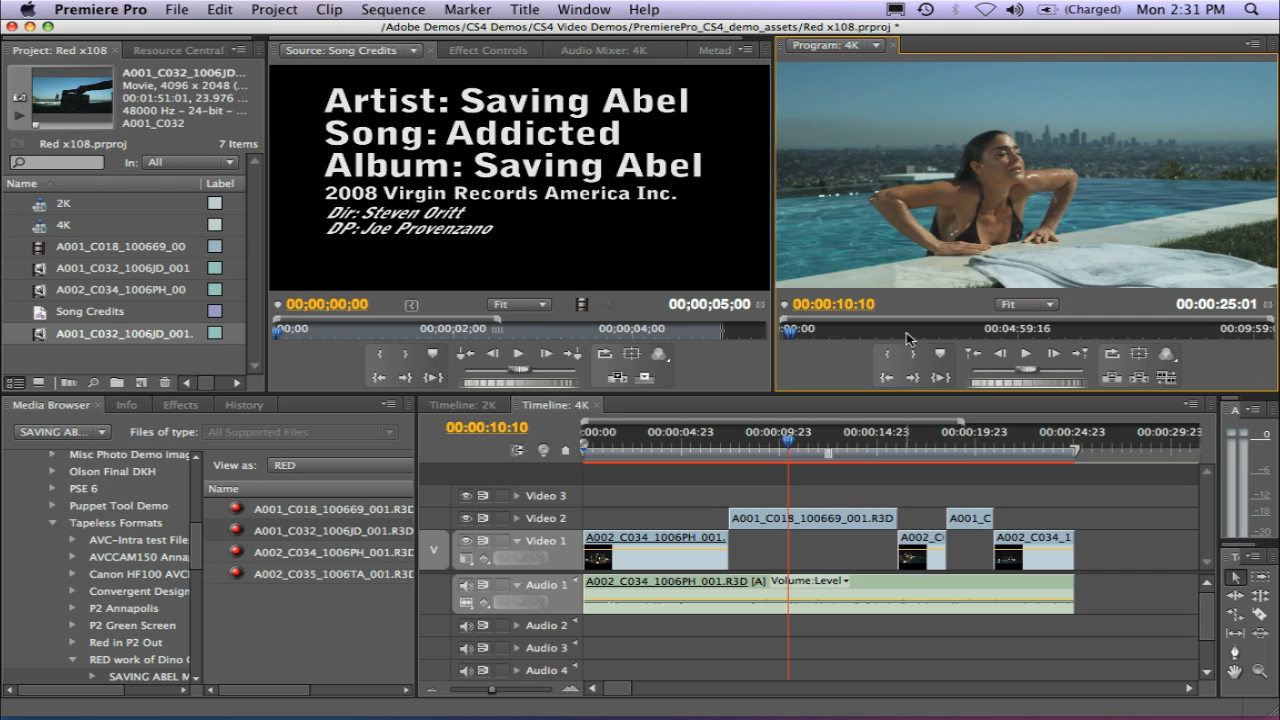 Premiere Pro File Edit Project Clip Sequence Marker Title Window Help (Charged) Mon 2:31 PM
/Adobe Demos/CS4 Demos/CS4 Video Demos/PremierePro_CS4_demo_assets/Red x108.prproj *
Project: Red x108
Resource Central
A001_C032_1006JD...
Movie, 4096 x 2048 (...
00:01:51:01, 23.976 ...
48000 Hz - 24-bit - ...
A001_C032
Red x108.prproj 7 Items
In: All
Name Label
2K
4K
A001_C018_100669_00
A001_C032_1006JD_001
A002_C034_1006PH_00
Song Credits
A001_C032_1006JD_001.
Source: Song Credits Effect Controls Audio Mixer: 4K Metad
Artist: Saving Abel
Song: Addicted
Album: Saving Abel
2008 Virgin Records America Inc.
Dir: Steven Oritt
DP: Joe Provenzano
00;00;00;00 Fit 00;00;05;00
00;00 00;00;02;00 00;00;04;00
Program: 4K
00:00:10:10 Fit 00:00:25:01
:00:00 00:04:59:16 00:09:59:
Media Browser Info Effects History
SAVING AB... Files of type: All Supported Files
Misc Photo Demo imag
Olson Final DKH
PSE 6
Puppet Tool Demo
Tapeless Formats
AVC-Intra test File
AVCCAM150 Anna
Canon HF100 AVC
Convergent Design
P2 Annapolis
P2 Green Screen
Red in P2 Out
RED work of Dino
SAVING ABEL M
View as: RED
Name
A001_C018_100669_001.R3D
A001_C032_1006JD_001.R3D
A002_C034_1006PH_001.R3D
A002_C035_1006TA_001.R3D
Timeline: 2K Timeline: 4K
00:00:10:10
:00:00 00:00:04:23 00:00:09:23 00:00:14:23 00:00:19:23 00:00:24:23 00:00:29:23
Video 3
Video 2 A001_C018_100669_001.R3D A001_C
V Video 1 A002_C034_1006PH_001. A002_C A002_C034_1
Audio 1 A002_C034_1006PH_001.R3D [A] Volume:Level
Audio 2
Audio 3
Audio 4
A
0
-6
-12
-18
T